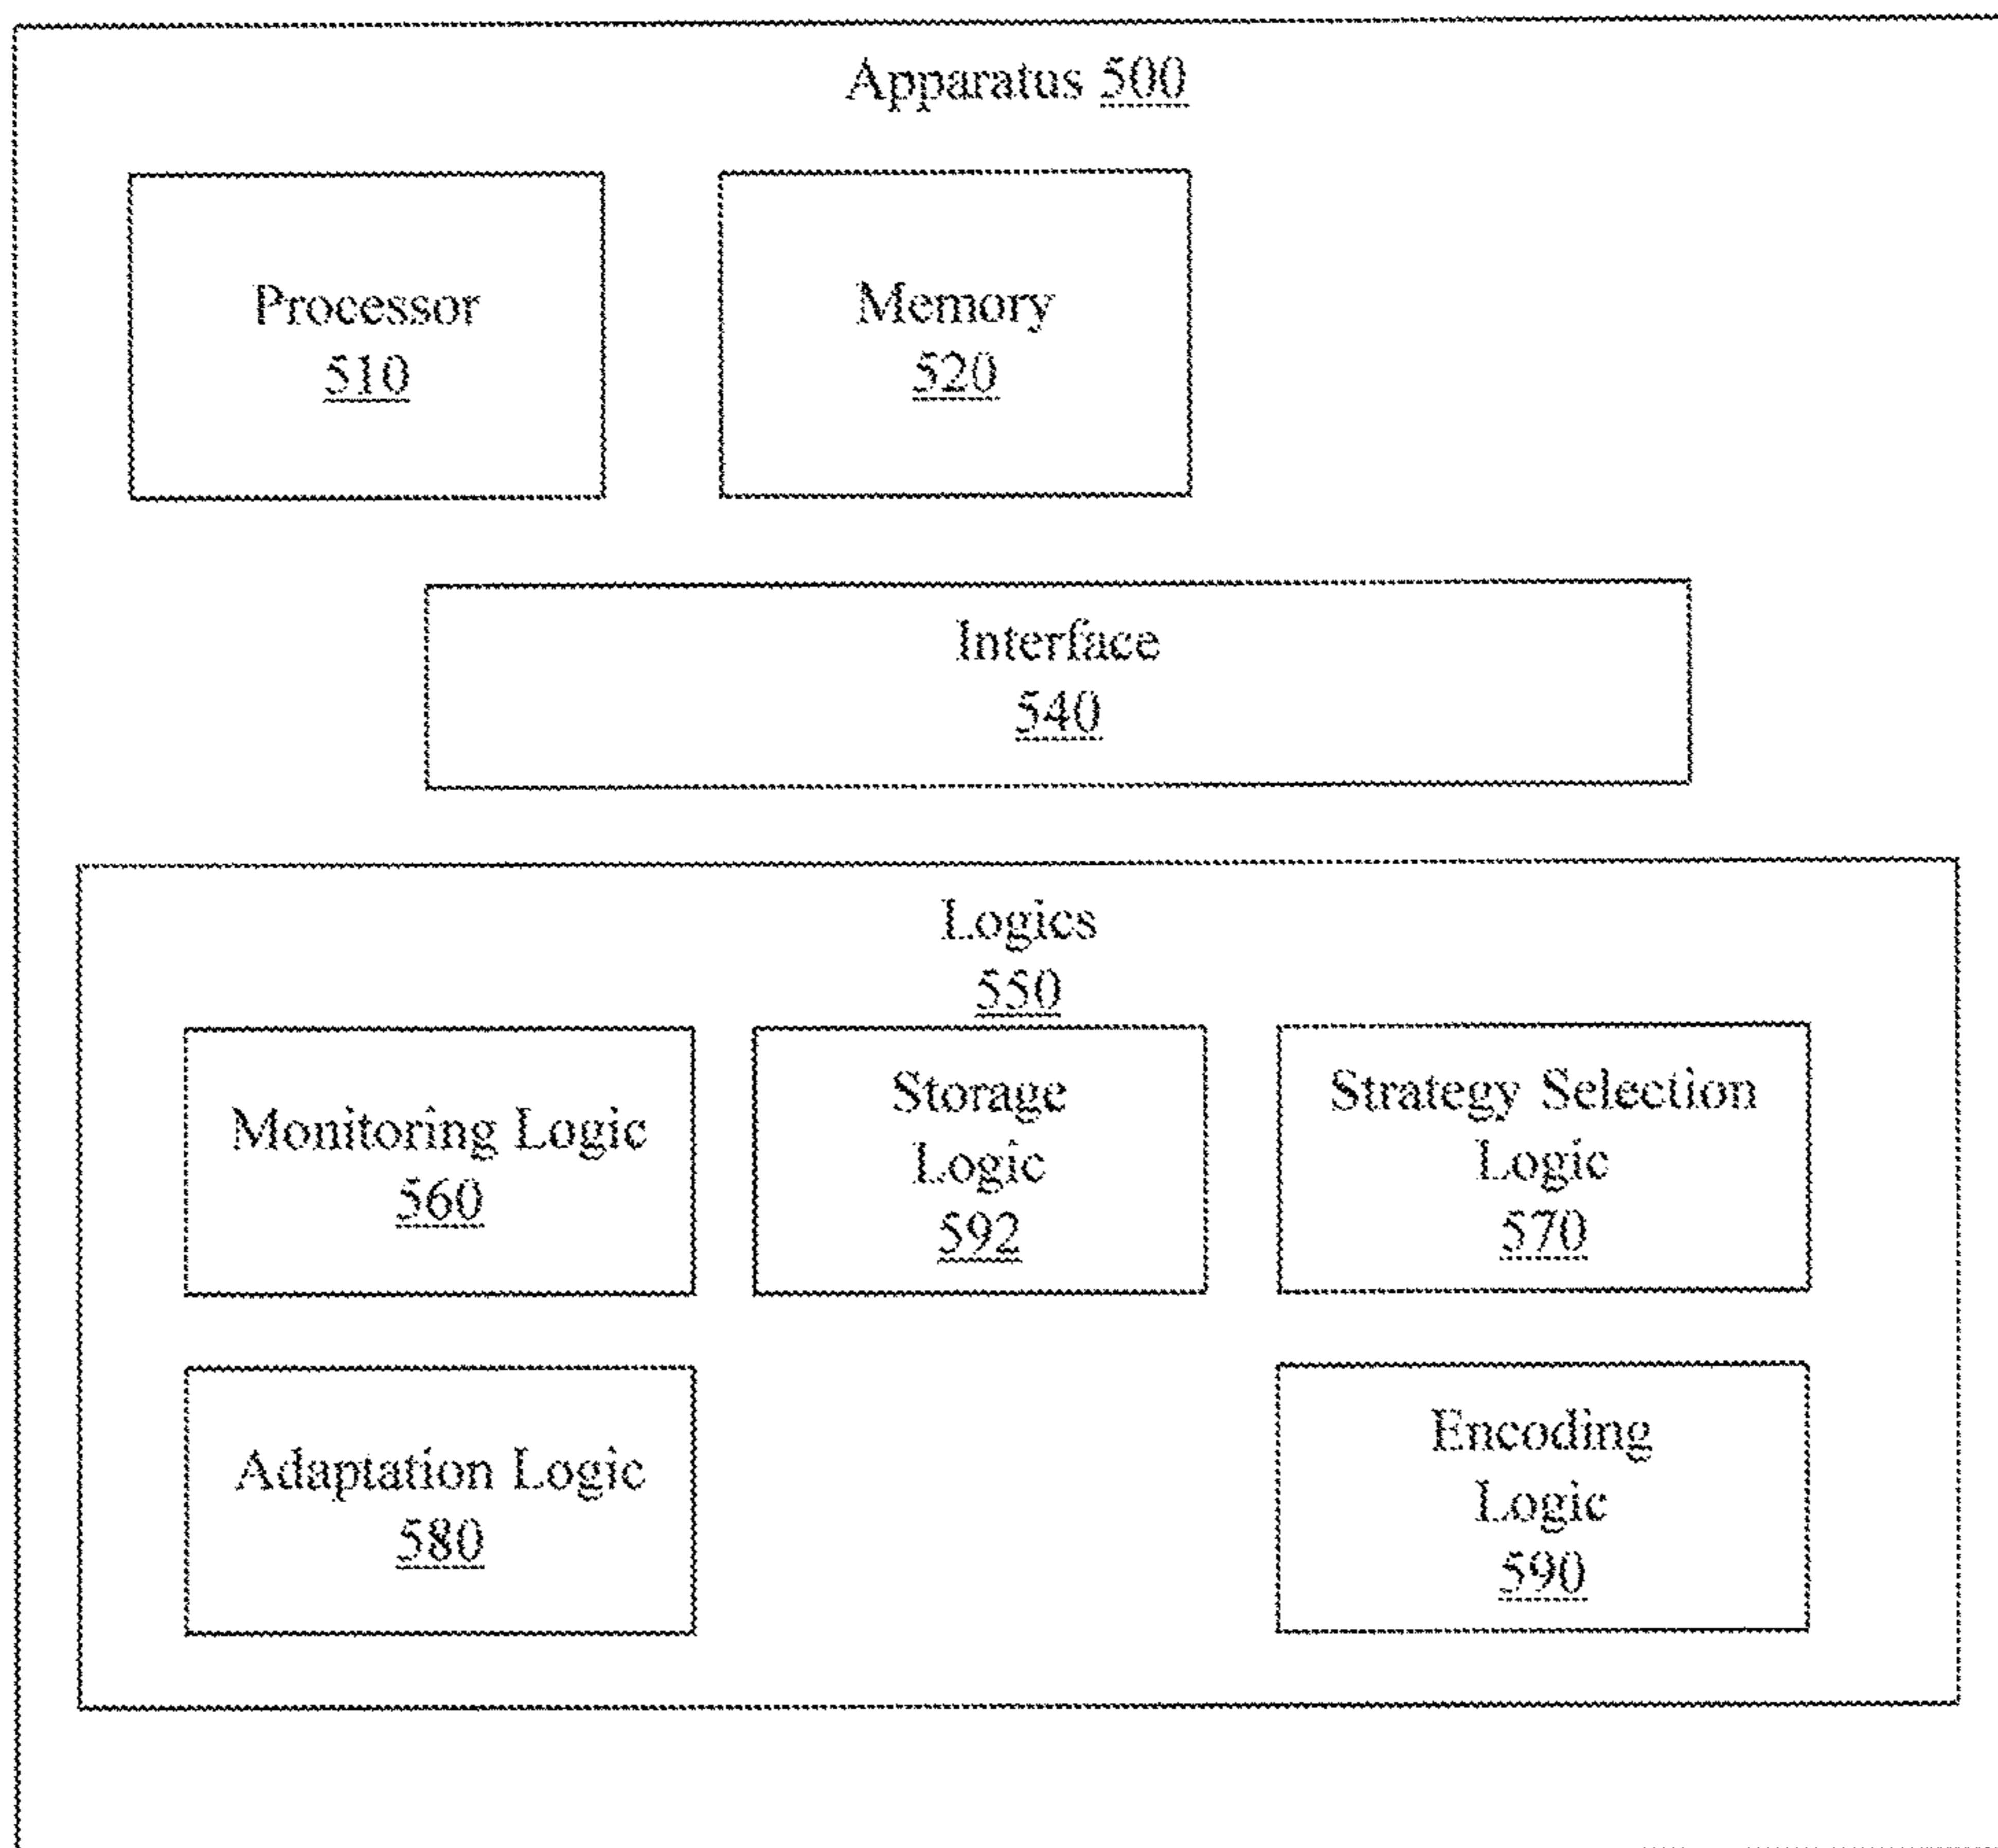 Apparatus 500
Processor
510
Memory
520
Interface
540
Logics
550
Monitoring Logic
560
Storage
Logic
592
Strategy Selection
Logic
570
Adaptation Logic
580
Encoding
Logic
590